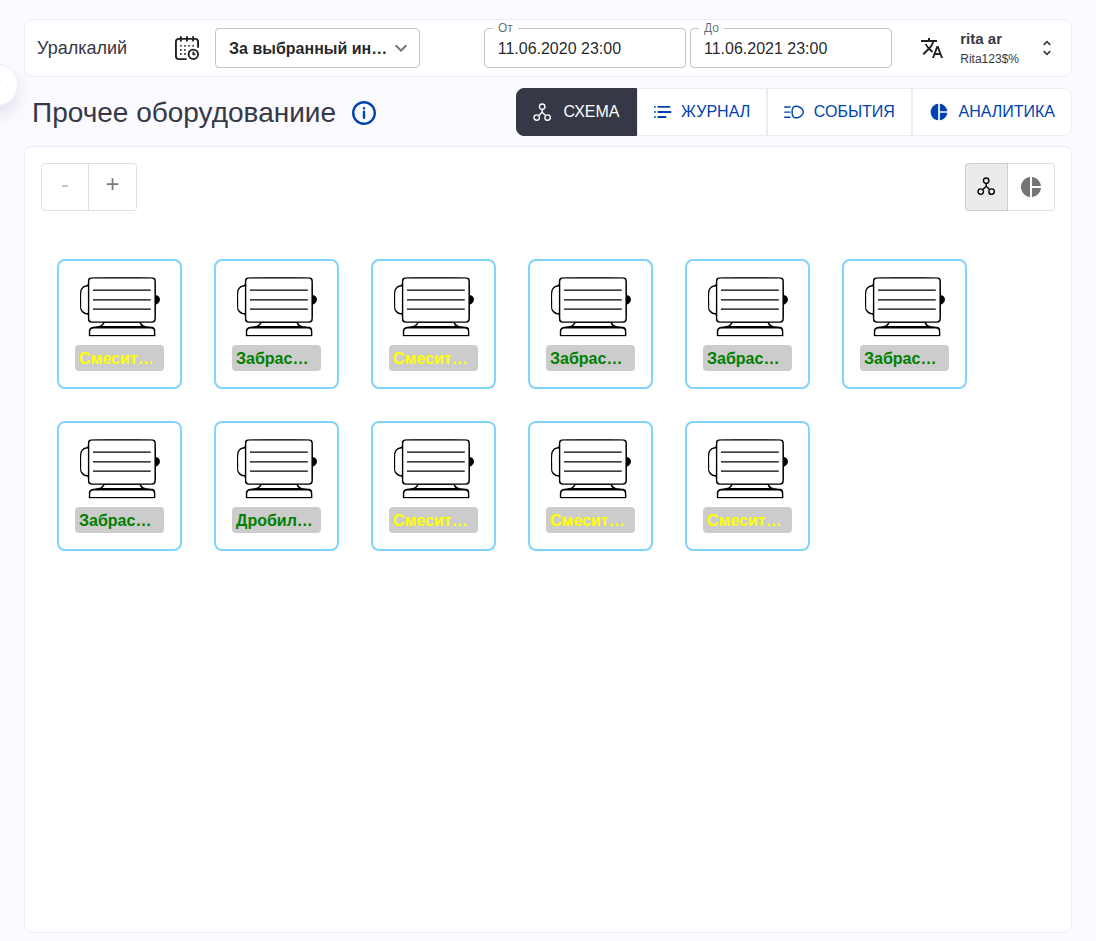 Уралкалий
За выбранный ин...
От
11.06.2020 23:00
До
11.06.2021 23:00
rita ar
Rita123$%
Прочее оборудованиие
СХЕМА
ЖУРНАЛ
СОБЫТИЯ
АНАЛИТИКА
- +
Смесит...
Забрас...
Смесит...
Забрас...
Забрас...
Забрас...
Забрас...
Дробил...
Смесит...
Смесит...
Смесит...